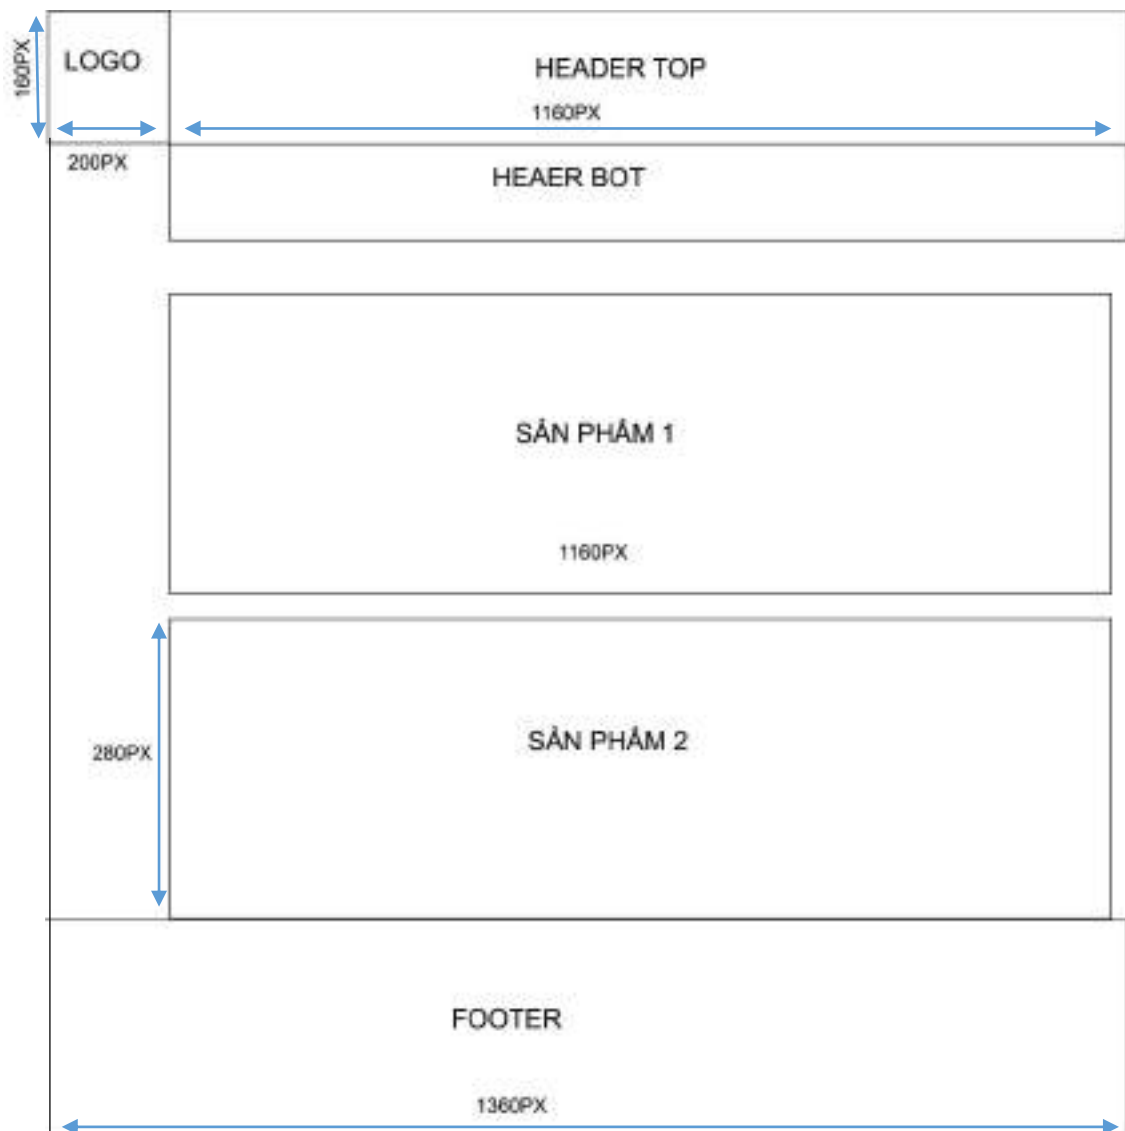 160PX
LOGO
HEADER TOP
1160PX
200PX
HEAER BOT
SẢN PHẨM 1
1160PX
SẢN PHẨM 2
280PX
FOOTER
1360PX